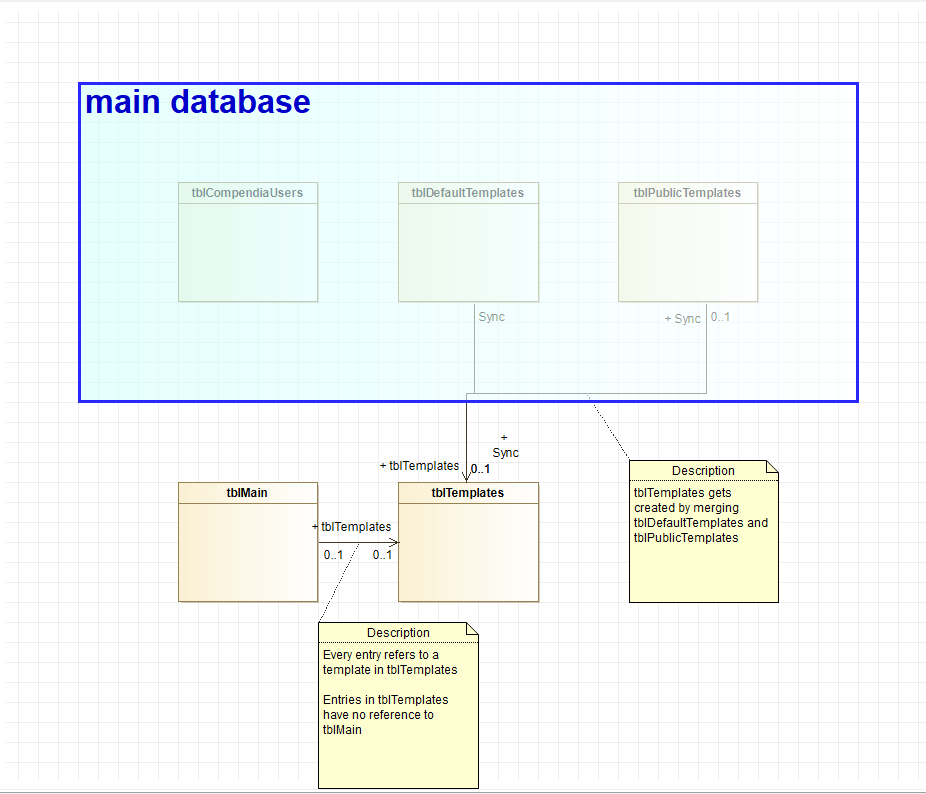 main database
tblCompendiaUsers
tblDefaultTemplates
tblPublicTemplates
Sync
+ Sync
0..1
+
Sync
+ tblTemplates
0..1
Description
tblTemplates gets
created by merging
tblDefaultTemplates and
tblPublicTemplates
tblMain
tblTemplates
+ tblTemplates
0..1
0..1
Description
Every entry refers to a
template in tblTemplates
Entries in tblTemplates
have no reference to
tblMain